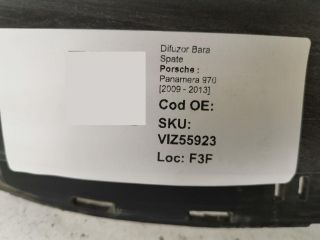 Difuzor Bara
Spate
Porsche :
Panamera 970
[2009 - 2013]
Cod OE:
SKU:
VIZ55923
Loc: F3F